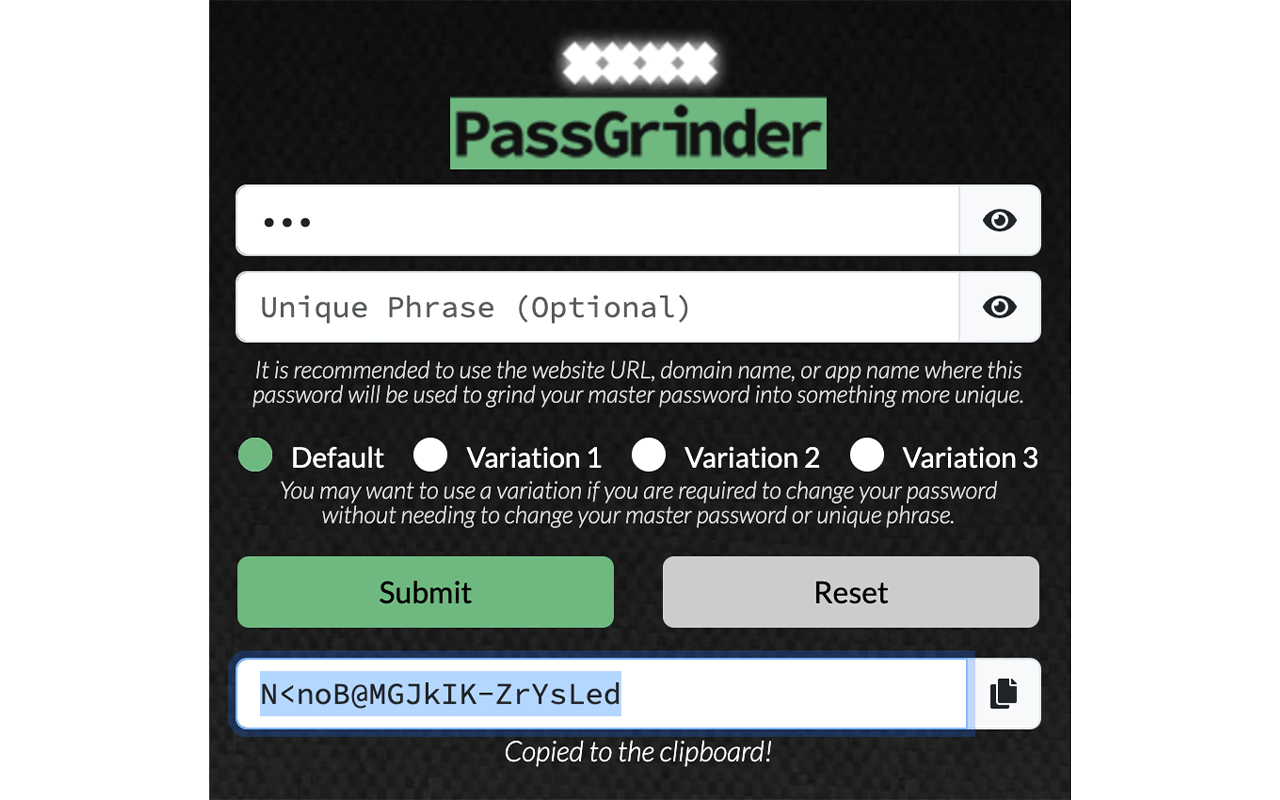 PassGrinder
•••
Unique Phrase (Optional)
It is recommended to use the website URL, domain name, or app name where this
password will be used to grind your master password into something more unique.
Default Variation 1 Variation 2 Variation 3
You may want to use a variation if you are required to change your password
without needing to change your master password or unique phrase.
Submit Reset
N<noB@MGJkIK-ZrYsLed
Copied to the clipboard!